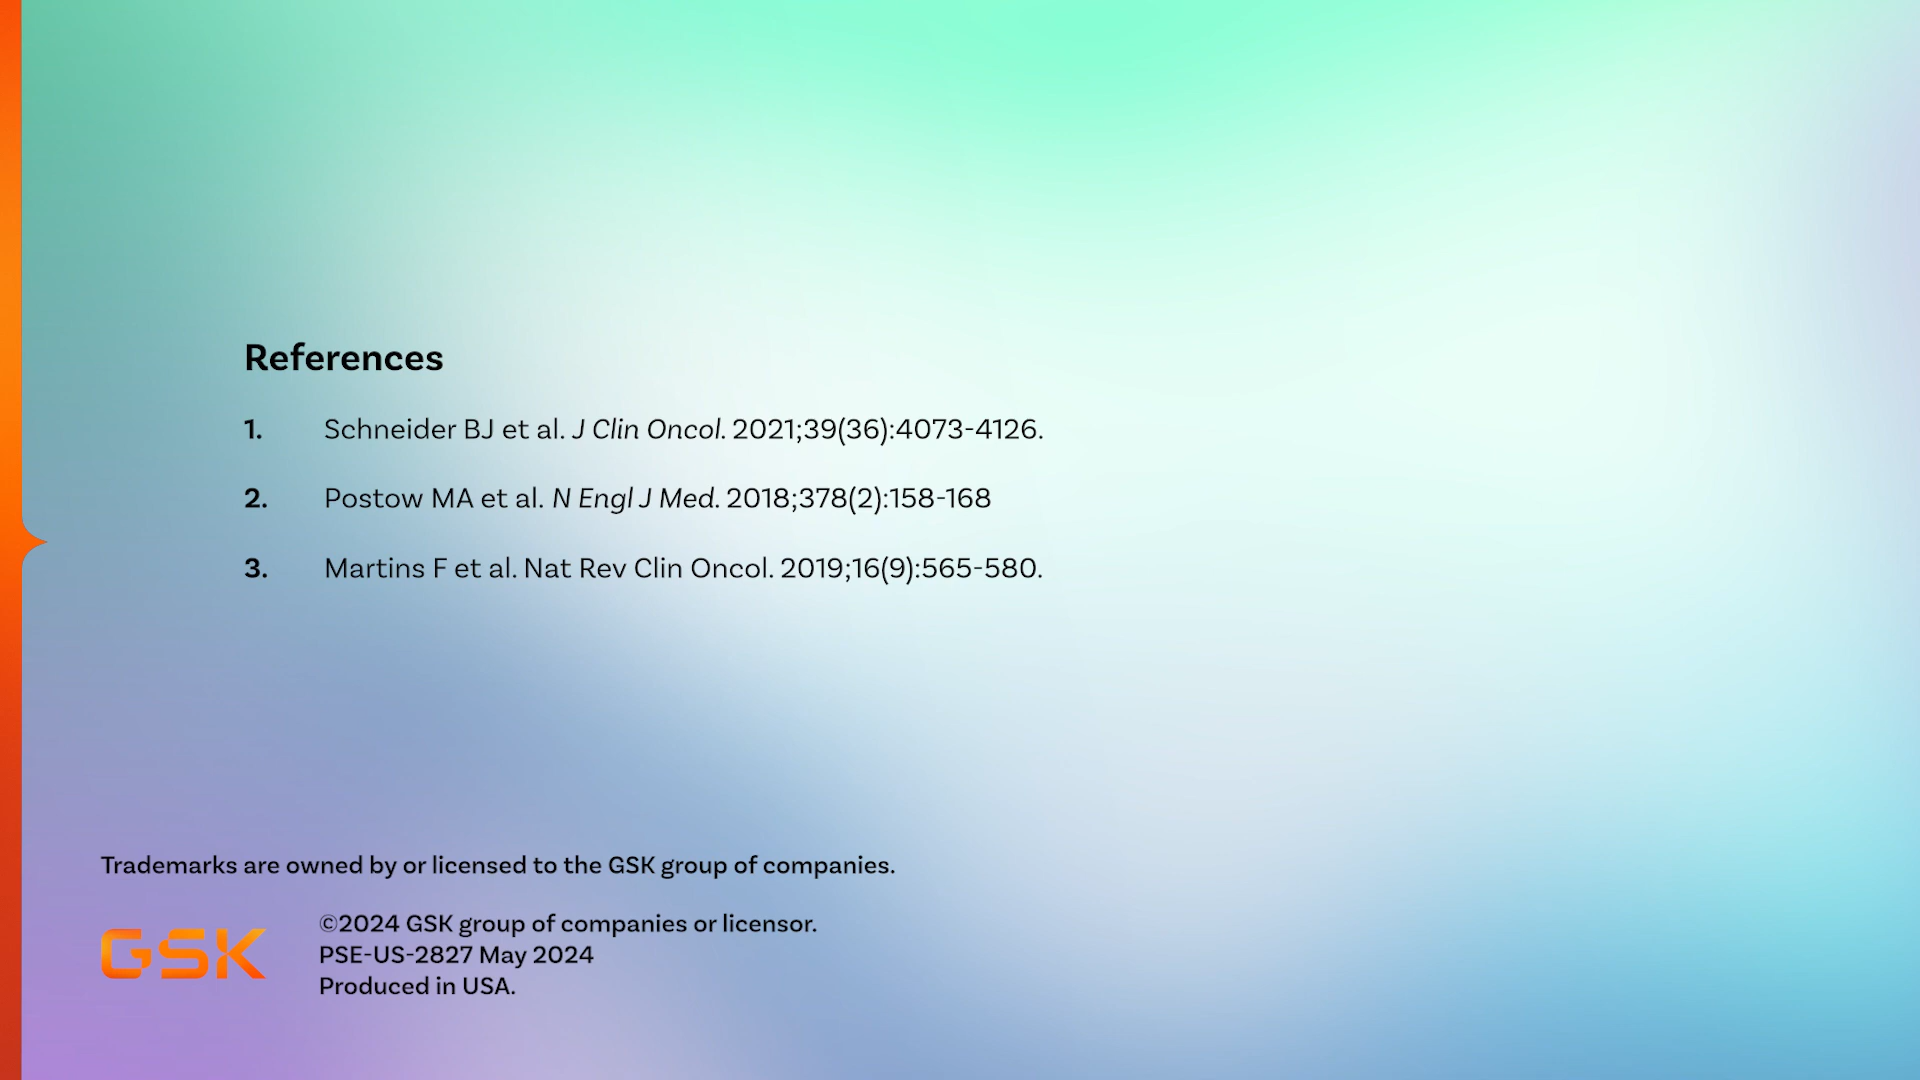 References
1. Schneider BJ et al. J Clin Oncol. 2021;39(36):4073-4126.
2. Postow MA et al. N Engl J Med. 2018;378(2):158-168
3. Martins F et al. Nat Rev Clin Oncol. 2019;16(9):565-580.
Trademarks are owned by or licensed to the GSK group of companies.
GSK
©2024 GSK group of companies or licensor.
PSE-US-2827 May 2024
Produced in USA.